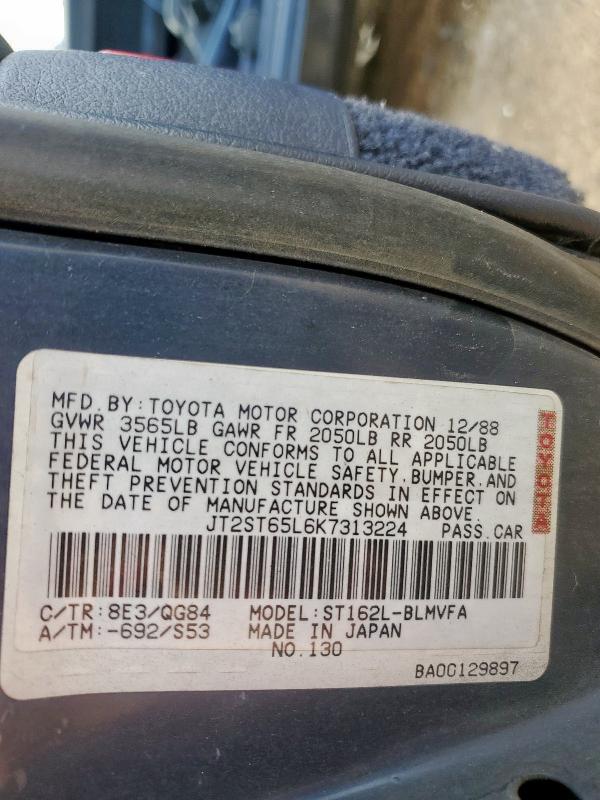 MFD. BY: TOYOTA MOTOR CORPORATION 12/88
GVWR 3565LB GAWR FR 2050LB RR 2050LB
THIS VEHICLE CONFORMS TO ALL APPLICABLE
FEDERAL MOTOR VEHICLE SAFETY, BUMPER, AND
THEFT PREVENTION STANDARDS IN EFFECT ON
THE DATE OF MANUFACTURE SHOWN ABOVE.
TOYOTA
JT2ST65L6K7313224 PASS. CAR
C/TR: 8E3/QG84 MODEL: ST162L-BLMVFA
A/TM: -692/S53 MADE IN JAPAN
NO. 130
BA0G129897